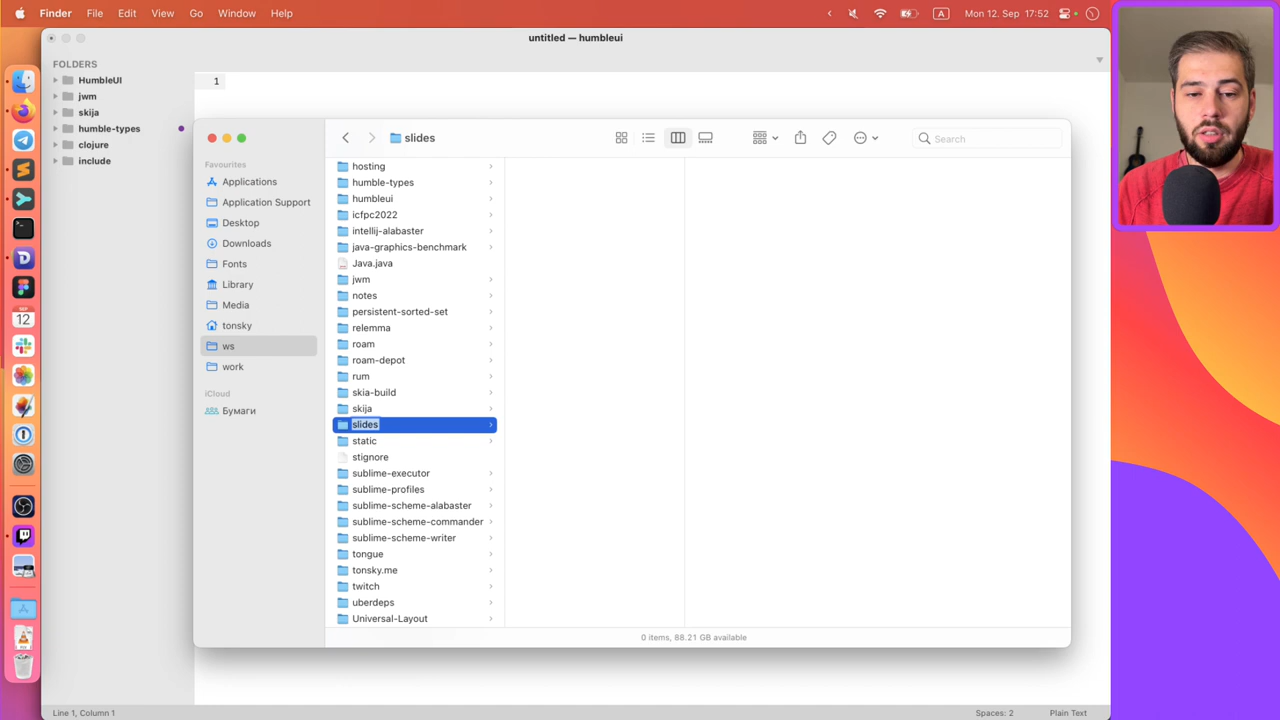 Finder File Edit View Go Window Help
A Mon 12. Sep 17:52
untitled — humbleui
FOLDERS
HumbleUI
jwm
skija
humble-types
clojure
include
1
slides
Search
Favourites
Applications
Application Support
Desktop
Downloads
Fonts
Library
Media
tonsky
ws
work
iCloud
Бумаги
hosting
humble-types
humbleui
icfpc2022
intellij-alabaster
java-graphics-benchmark
Java.java
jwm
notes
persistent-sorted-set
relemma
roam
roam-depot
rum
skia-build
skija
slides
static
stignore
sublime-executor
sublime-profiles
sublime-scheme-alabaster
sublime-scheme-commander
sublime-scheme-writer
tongue
tonsky.me
twitch
uberdeps
Universal-Layout
0 items, 88.21 GB available
SEP
12
Line 1, Column 1
Spaces: 2
Plain Text